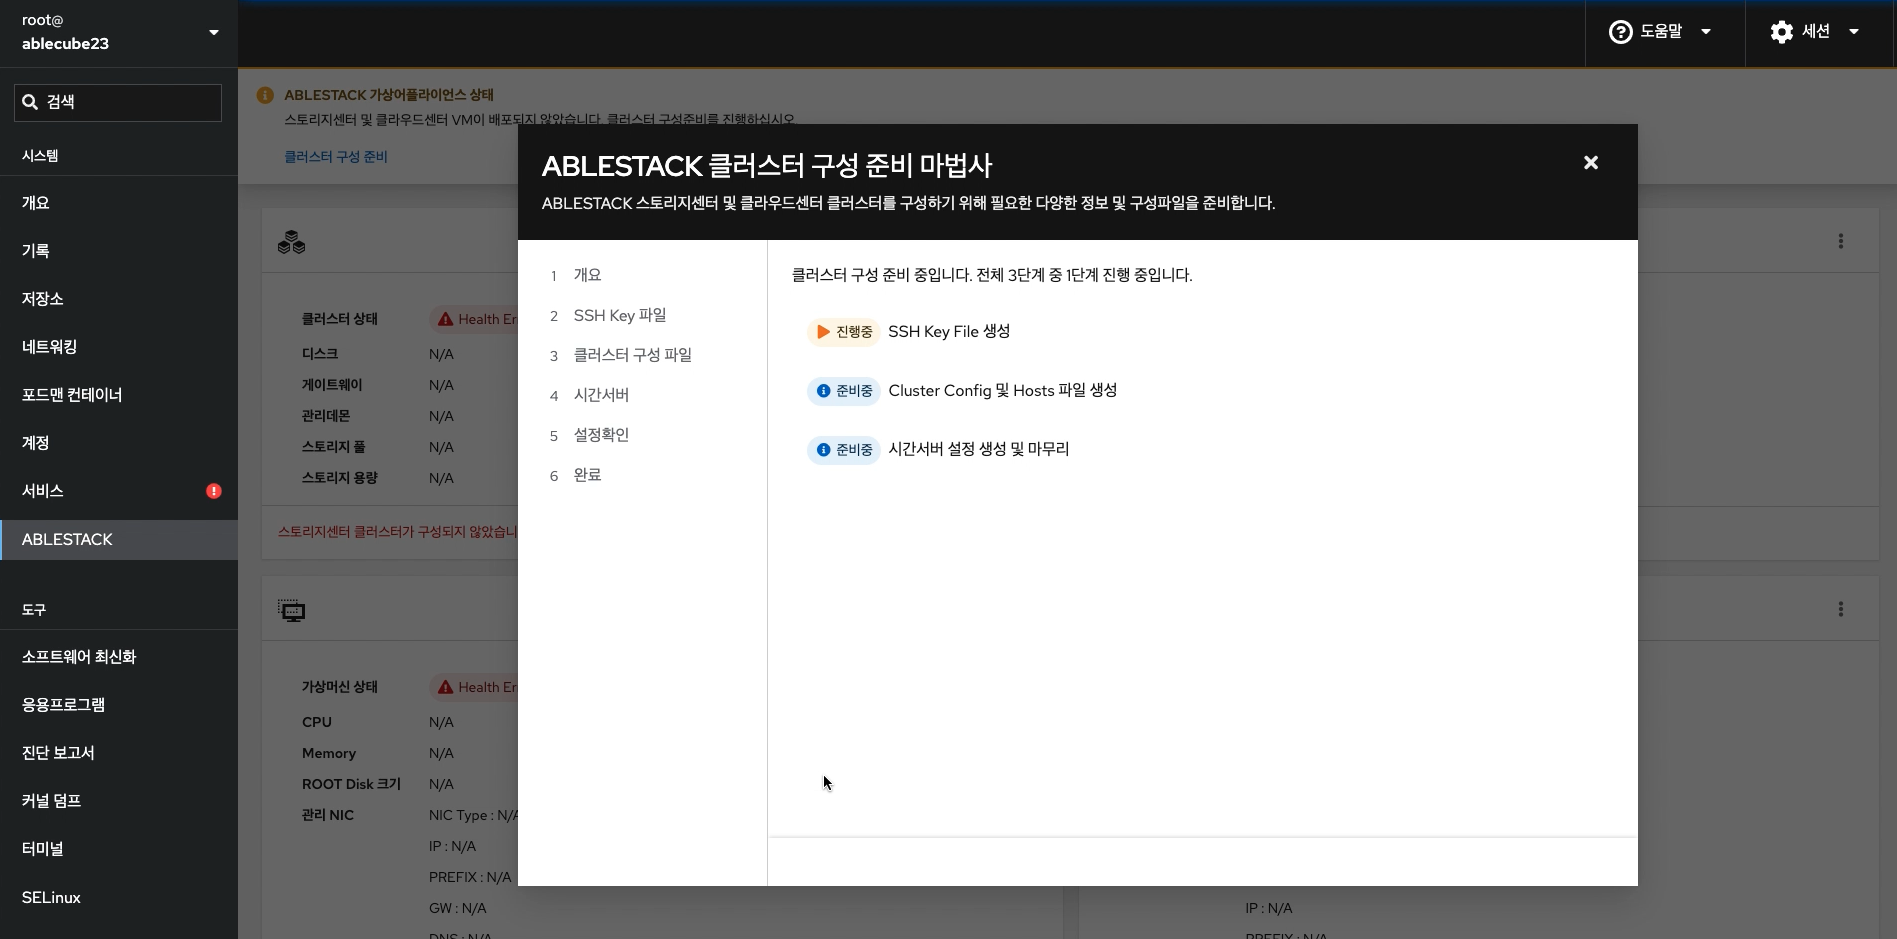 root@
ablecube23
도움말
세션
검색
시스템
개요
기록
저장소
네트워킹
포드맨 컨테이너
계정
서비스
ABLESTACK
도구
소프트웨어 최신화
응용프로그램
진단 보고서
커널 덤프
터미널
SELinux
ABLESTACK 가상어플라이언스 상태
스토리지센터 및 클라우드센터 VM이 배포되지 않았습니다. 클러스터 구성준비를 진행하십시오
클러스터 구성 준비
클러스터 상태 Health Er
디스크 N/A
게이트웨이 N/A
관리데몬 N/A
스토리지 풀 N/A
스토리지 용량 N/A
스토리지센터 클러스터가 구성되지 않았습니
가상머신 상태 Health Er
CPU N/A
Memory N/A
ROOT Disk 크기 N/A
관리 NIC NIC Type : N/A
IP : N/A
PREFIX : N/A
GW : N/A
DNS : N/A
IP : N/A
PREFIX : N/A
ABLESTACK 클러스터 구성 준비 마법사
ABLESTACK 스토리지센터 및 클라우드센터 클러스터를 구성하기 위해 필요한 다양한 정보 및 구성파일을 준비합니다.
1 개요
2 SSH Key 파일
3 클러스터 구성 파일
4 시간서버
5 설정확인
6 완료
클러스터 구성 준비 중입니다. 전체 3단계 중 1단계 진행 중입니다.
진행중 SSH Key File 생성
준비중 Cluster Config 및 Hosts 파일 생성
준비중 시간서버 설정 생성 및 마무리